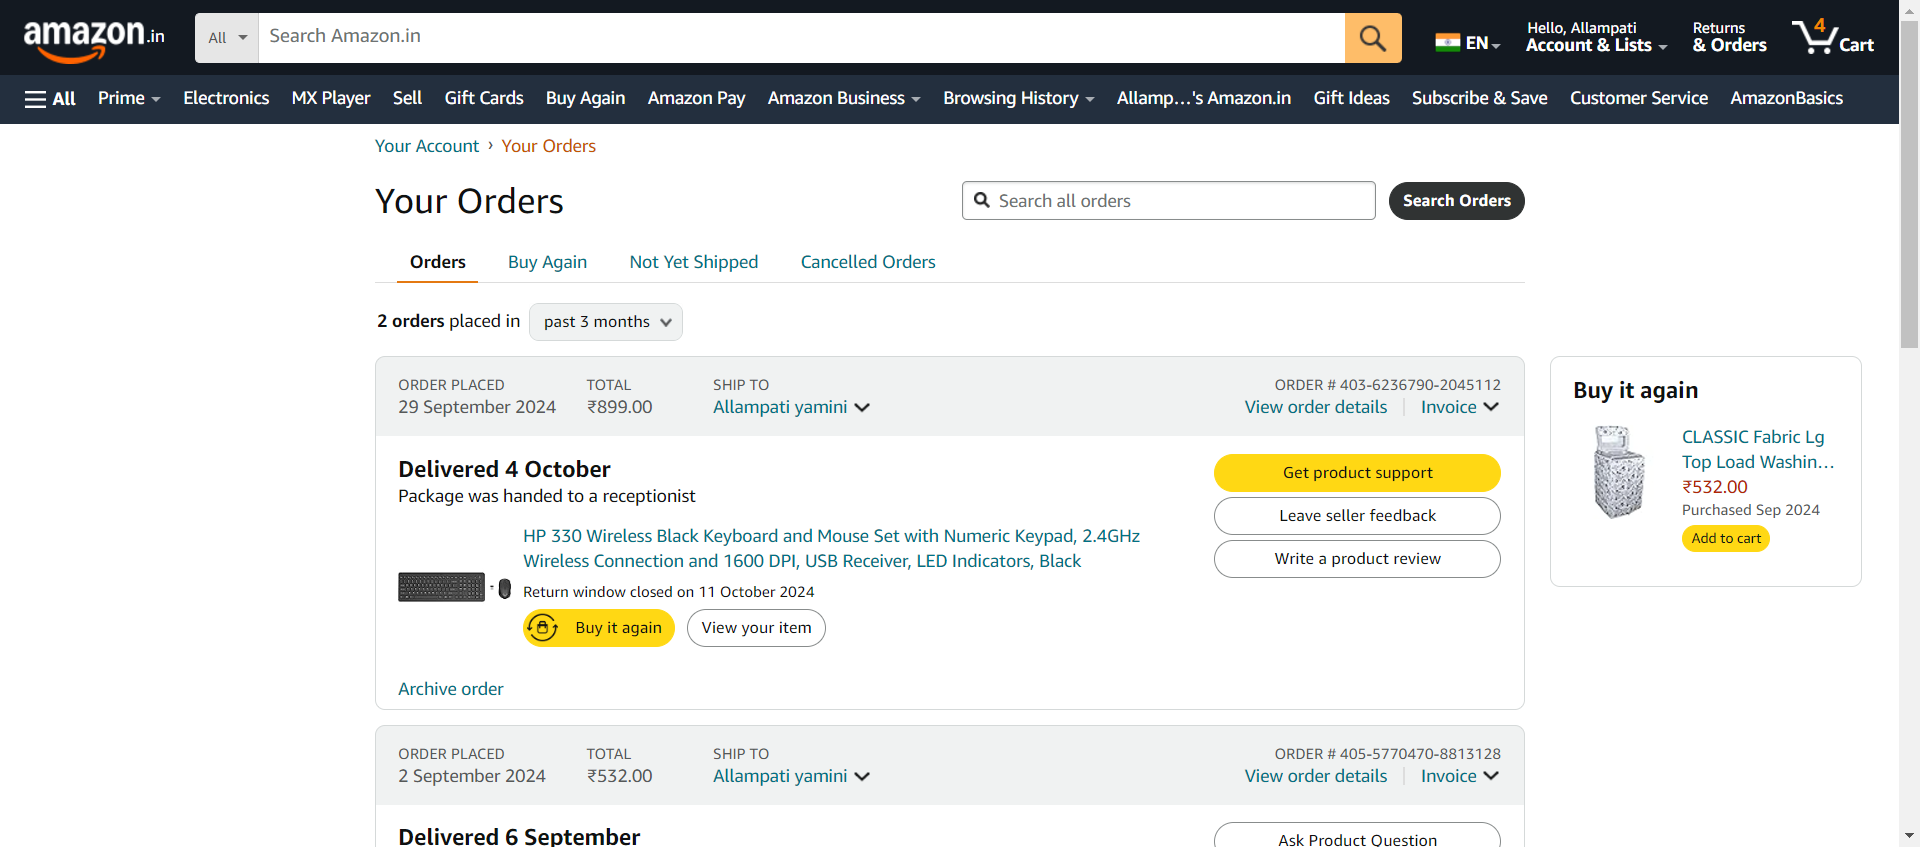 amazon.in
All
Search Amazon.in
EN
Hello, Allampati
Account & Lists
Returns
& Orders
4
Cart
All
Prime
Electronics
MX Player
Sell
Gift Cards
Buy Again
Amazon Pay
Amazon Business
Browsing History
Allamp…'s Amazon.in
Gift Ideas
Subscribe & Save
Customer Service
AmazonBasics
Your Account › Your Orders
Your Orders
Search all orders
Search Orders
Orders
Buy Again
Not Yet Shipped
Cancelled Orders
2 orders placed in past 3 months
ORDER PLACED
29 September 2024
TOTAL
₹899.00
SHIP TO
Allampati yamini
ORDER # 403-6236790-2045112
View order details
Invoice
Delivered 4 October
Package was handed to a receptionist
HP 330 Wireless Black Keyboard and Mouse Set with Numeric Keypad, 2.4GHz
Wireless Connection and 1600 DPI, USB Receiver, LED Indicators, Black
Return window closed on 11 October 2024
Buy it again
View your item
Get product support
Leave seller feedback
Write a product review
Archive order
Buy it again
CLASSIC Fabric Lg
Top Load Washin…
₹532.00
Purchased Sep 2024
Add to cart
ORDER PLACED
2 September 2024
TOTAL
₹532.00
SHIP TO
Allampati yamini
ORDER # 405-5770470-8813128
View order details
Invoice
Delivered 6 September
Ask Product Question